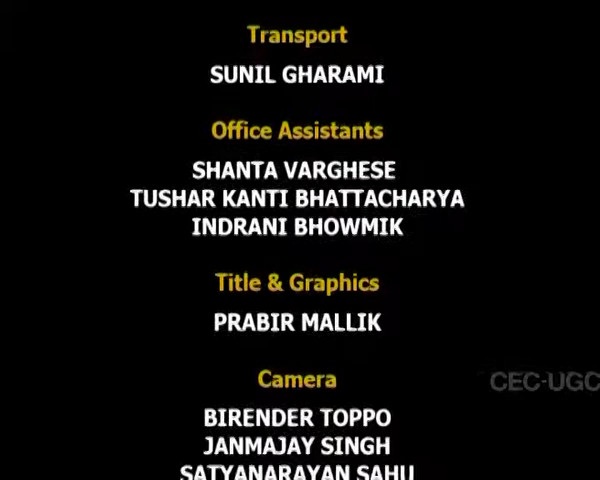 Transport
SUNIL GHARAMI
Office Assistants
SHANTA VARGHESE
TUSHAR KANTI BHATTACHARYA
INDRANI BHOWMIK
Title & Graphics
PRABIR MALLIK
Camera
CEC-UGC
BIRENDER TOPPO
JANMAJAY SINGH
SATYANARAYAN SAHU